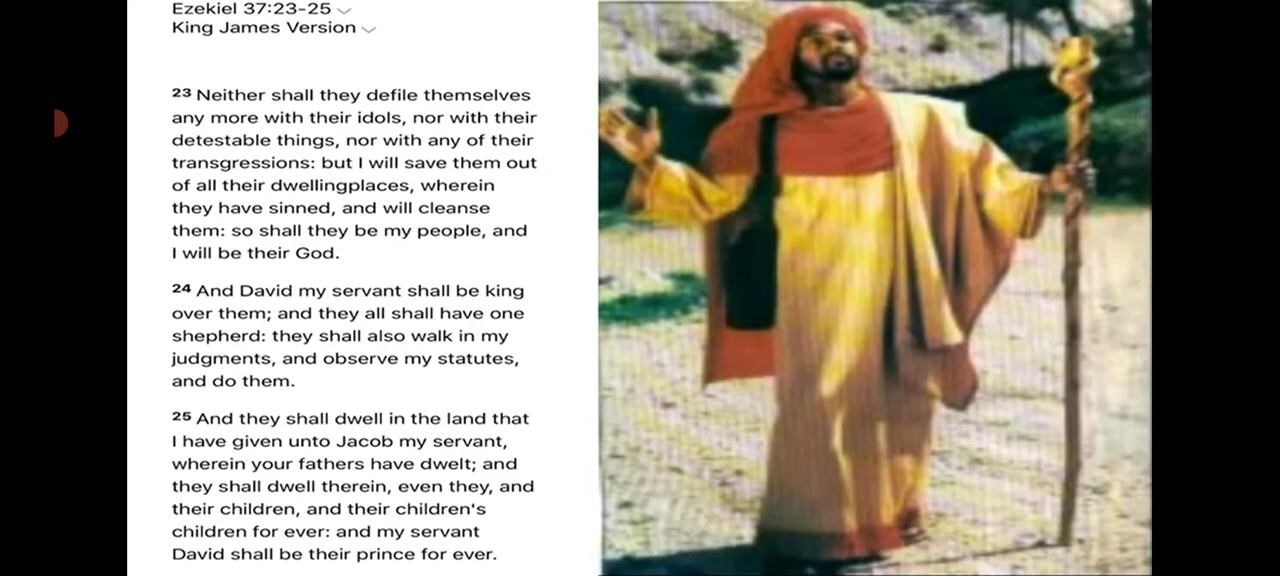 Ezekiel 37:23-25
King James Version
23 Neither shall they defile themselves
any more with their idols, nor with their
detestable things, nor with any of their
transgressions: but I will save them out
of all their dwellingplaces, wherein
they have sinned, and will cleanse
them: so shall they be my people, and
I will be their God.
24 And David my servant shall be king
over them; and they all shall have one
shepherd: they shall also walk in my
judgments, and observe my statutes,
and do them.
25 And they shall dwell in the land that
I have given unto Jacob my servant,
wherein your fathers have dwelt; and
they shall dwell therein, even they, and
their children, and their children's
children for ever: and my servant
David shall be their prince for ever.